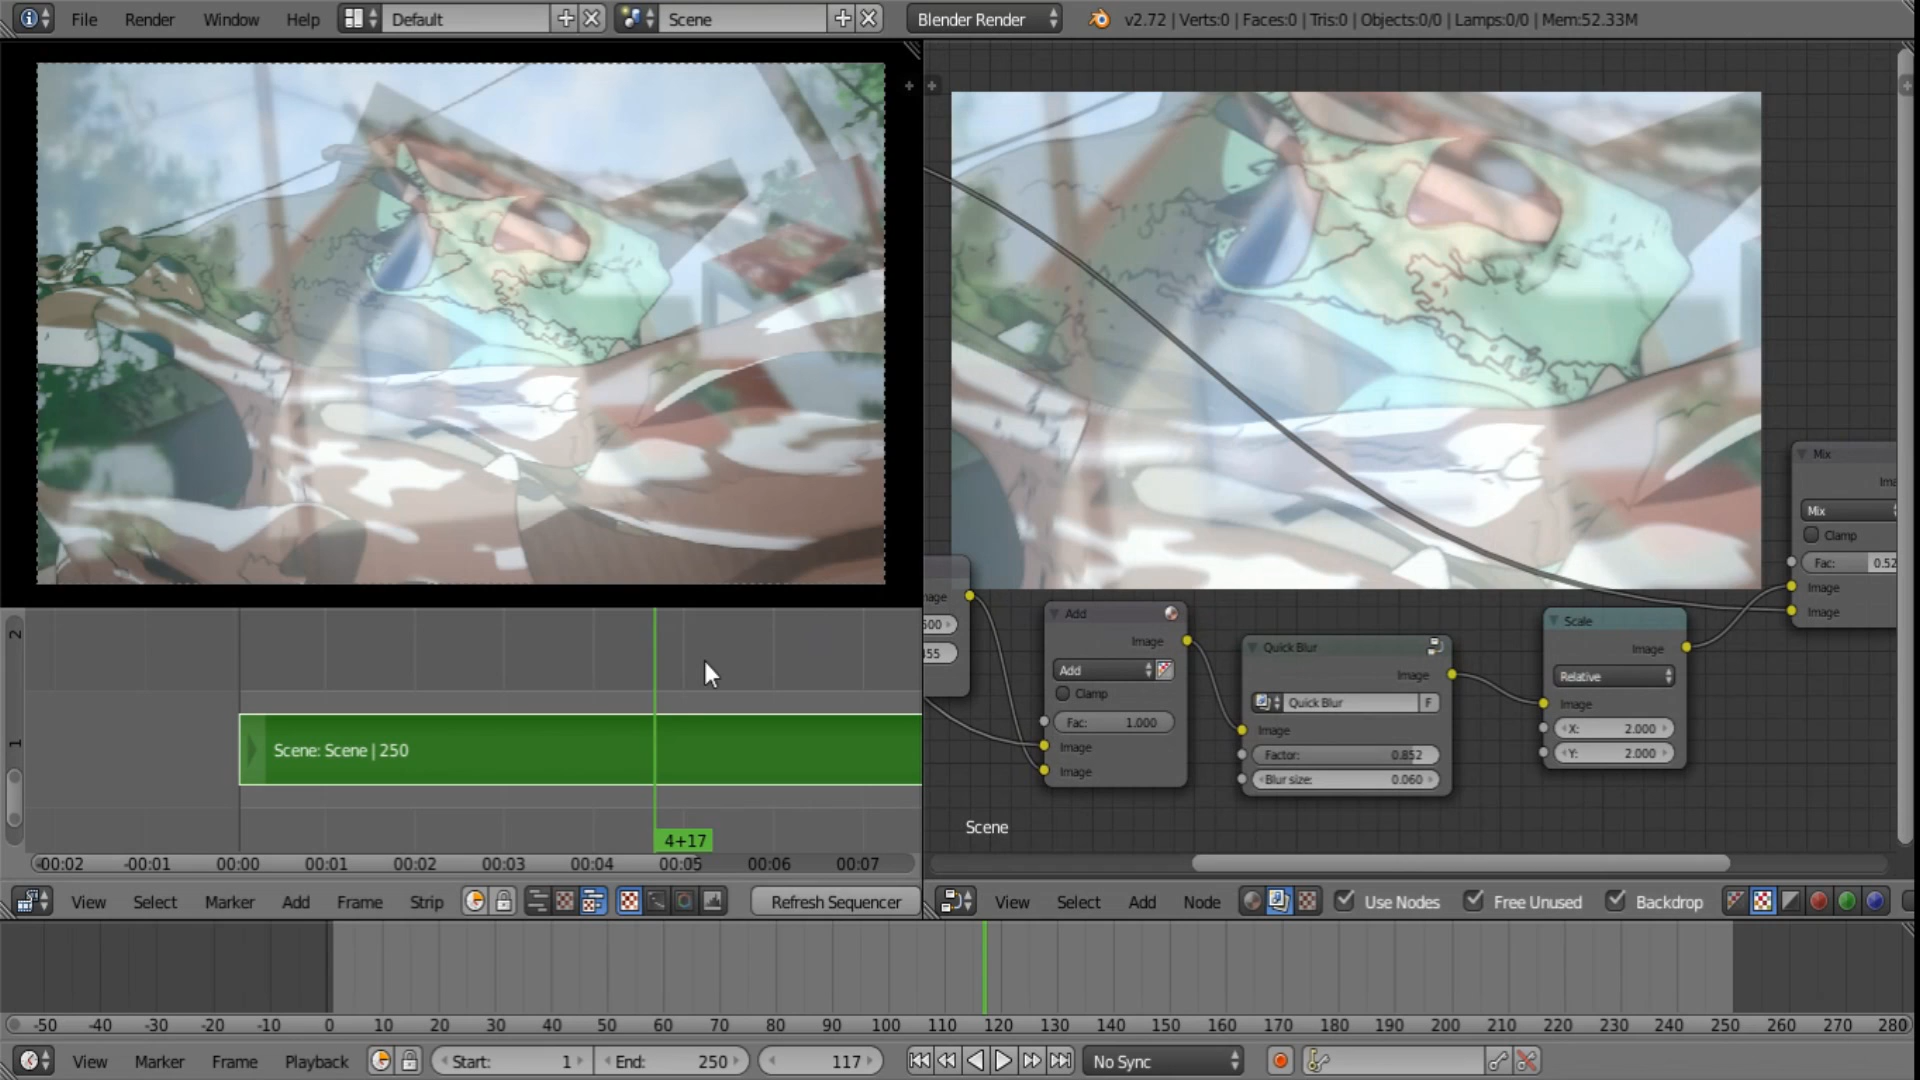 File Render Window Help Default Scene Blender Render v2.72 | Verts:0 | Faces:0 | Tris:0 | Objects:0/0 | Lamps:0/0 | Mem:52.33M
Mix
Mix
Clamp
Fac: 0.52
Image
Image
Add
Image
Add
Clamp
Fac: 1.000
Image
Image
Quick Blur
Image
Quick Blur F
Image
Factor: 0.852
Blur size: 0.060
Scale
Image
Relative
Image
X: 2.000
Y: 2.000
Scene
2
1
Scene: Scene | 250
4+17
-00:02 -00:01 00:00 00:01 00:02 00:03 00:04 00:05 00:06 00:07
View Select Marker Add Frame Strip Refresh Sequencer
View Select Add Node Use Nodes Free Unused Backdrop
-50 -40 -30 -20 -10 0 10 20 30 40 50 60 70 80 90 100 110 120 130 140 150 160 170 180 190 200 210 220 230 240 250 260 270 280
View Marker Frame Playback Start: 1 End: 250 117 No Sync